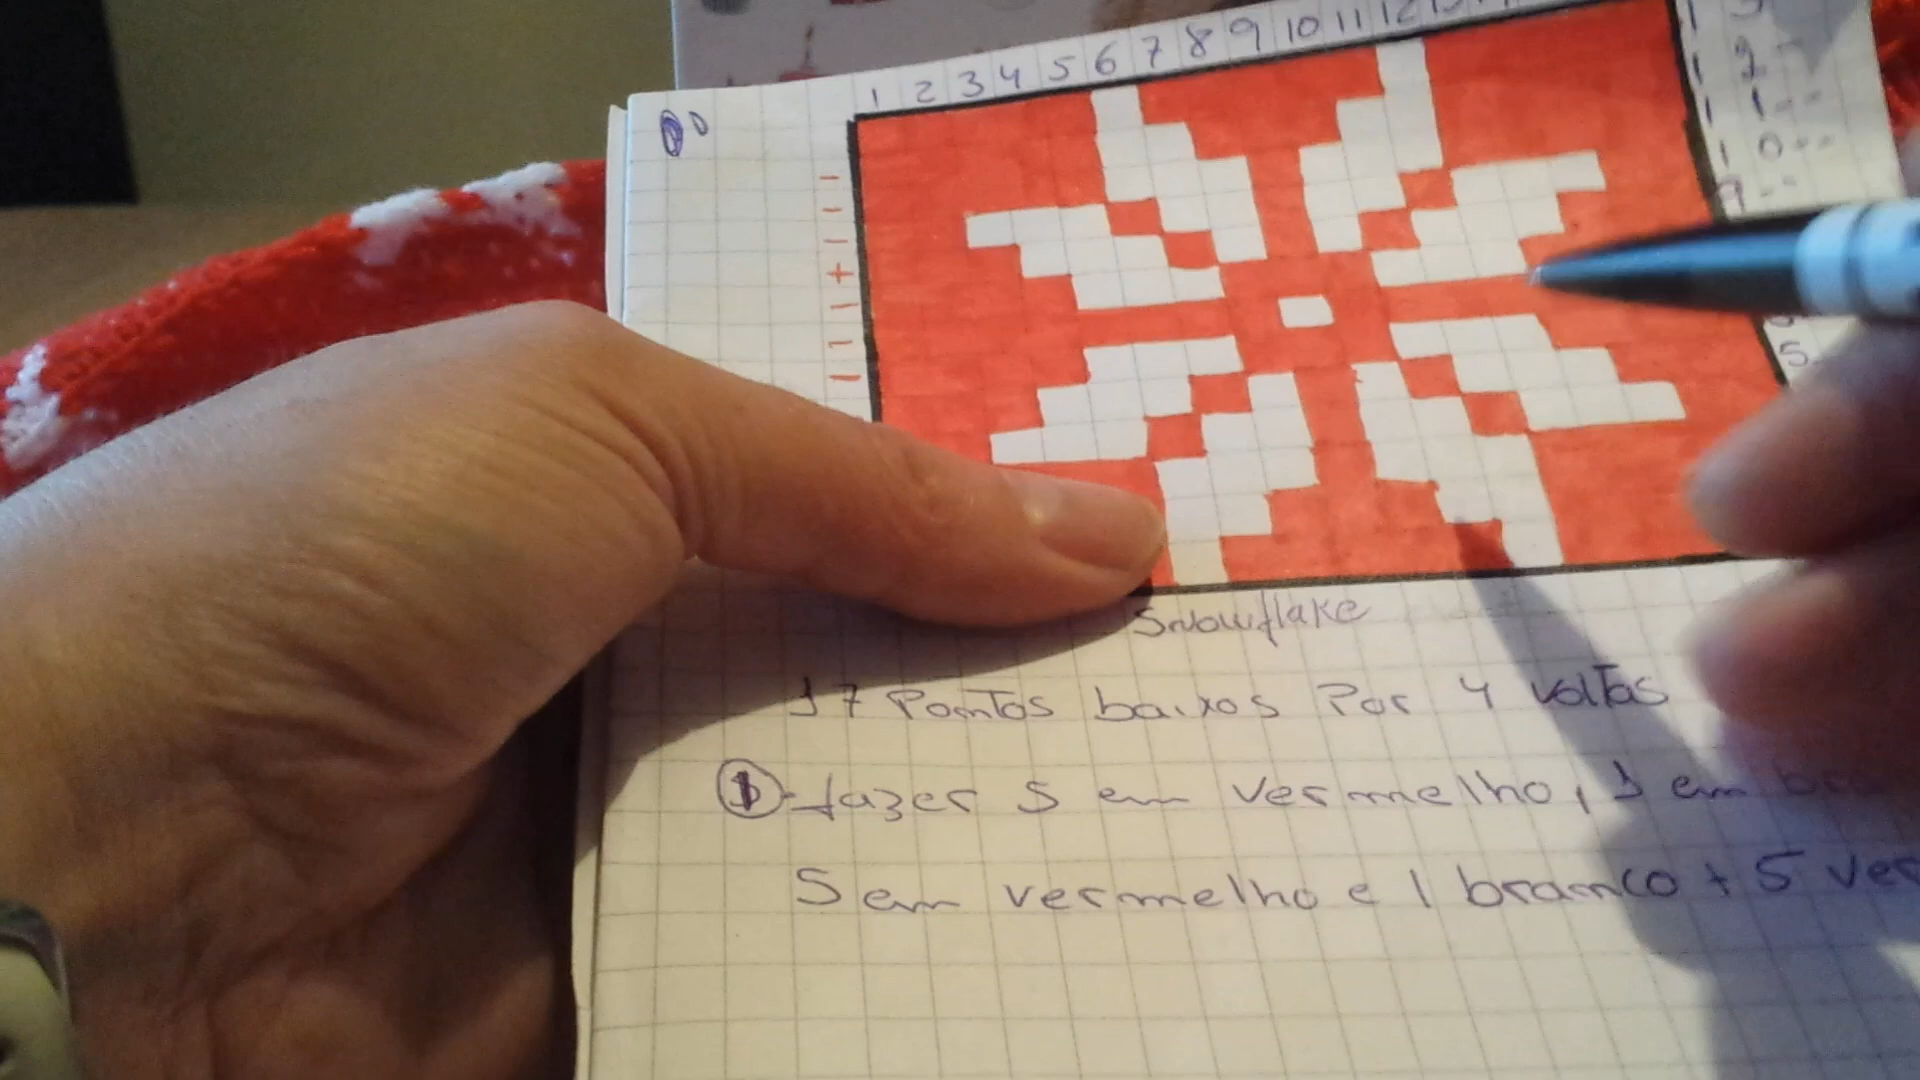 1 2 3 4 5 6 7 8 9 10 11 12
5
Snowflake
17 Pontos baixos Por 4 voltas
1 - fazer 5 em vermelho, 1 em
5 em vermelho e 1 branco + 5 ver